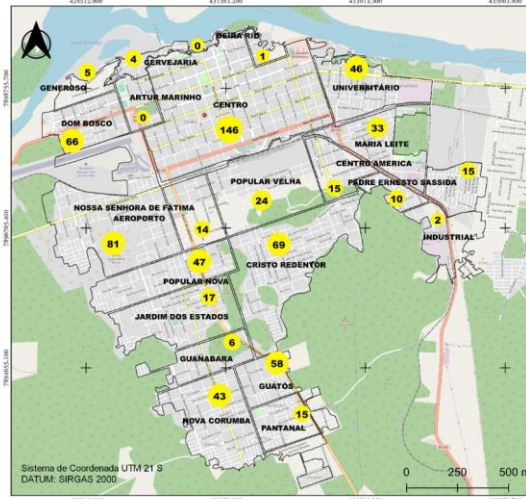 BEIRA RIO
0
4
CERVEJARIA
1
5
GENEROSO
46
ARTUR MARINHO
UNIVERSITÁRIO
DOM BOSCO
CENTRO
0
66
146
33
MARIA LEITE
CENTRO AMERICA
15
POPULAR VELHA
PADRE ERNESTO SASSIDA
15
24
10
NOSSA SENHORA DE FÁTIMA
AEROPORTO
2
14
INDUSTRIAL
81
69
47
CRISTO REDENTOR
POPULAR NOVA
17
JARDIM DOS ESTADOS
6
GUANABARA
58
GUATÓS
43
15
NOVA CORUMBÁ
PANTANAL
Sistema de Coordenada UTM 21 S
DATUM: SIRGAS 2000
0 250 500 m